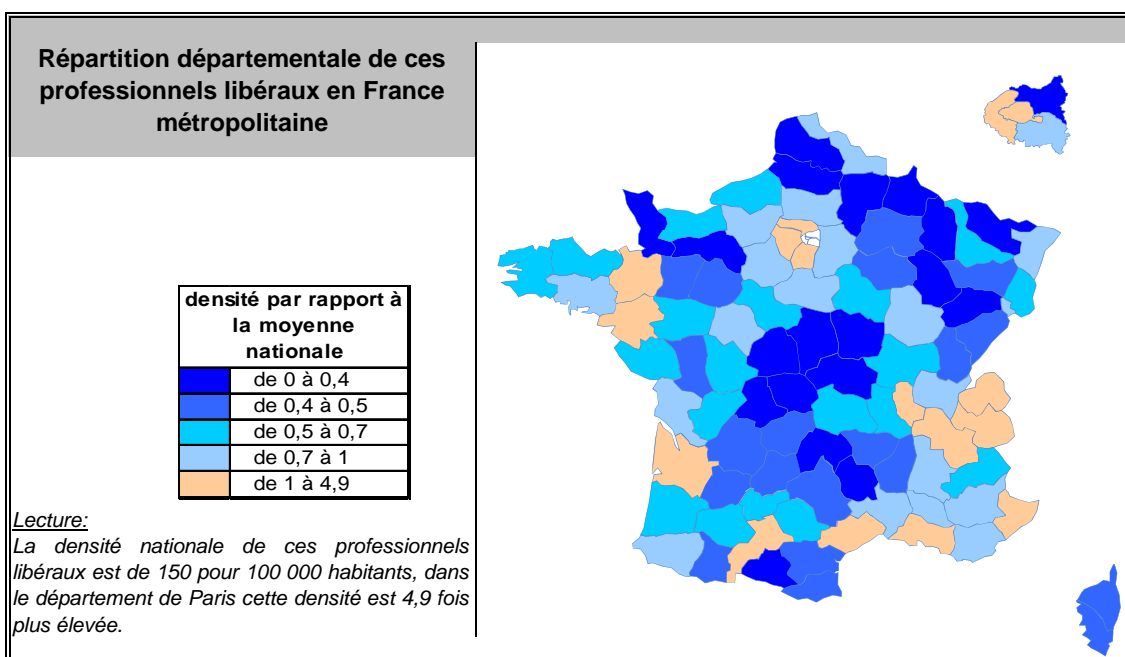 Répartition départementale de ces
professionnels libéraux en France
métropolitaine
densité par rapport à
la moyenne
nationale
de 0 à 0,4
de 0,4 à 0,5
de 0,5 à 0,7
de 0,7 à 1
de 1 à 4,9
Lecture:
La densité nationale de ces professionnels
libéraux est de 150 pour 100 000 habitants, dans
le département de Paris cette densité est 4,9 fois
plus élevée.